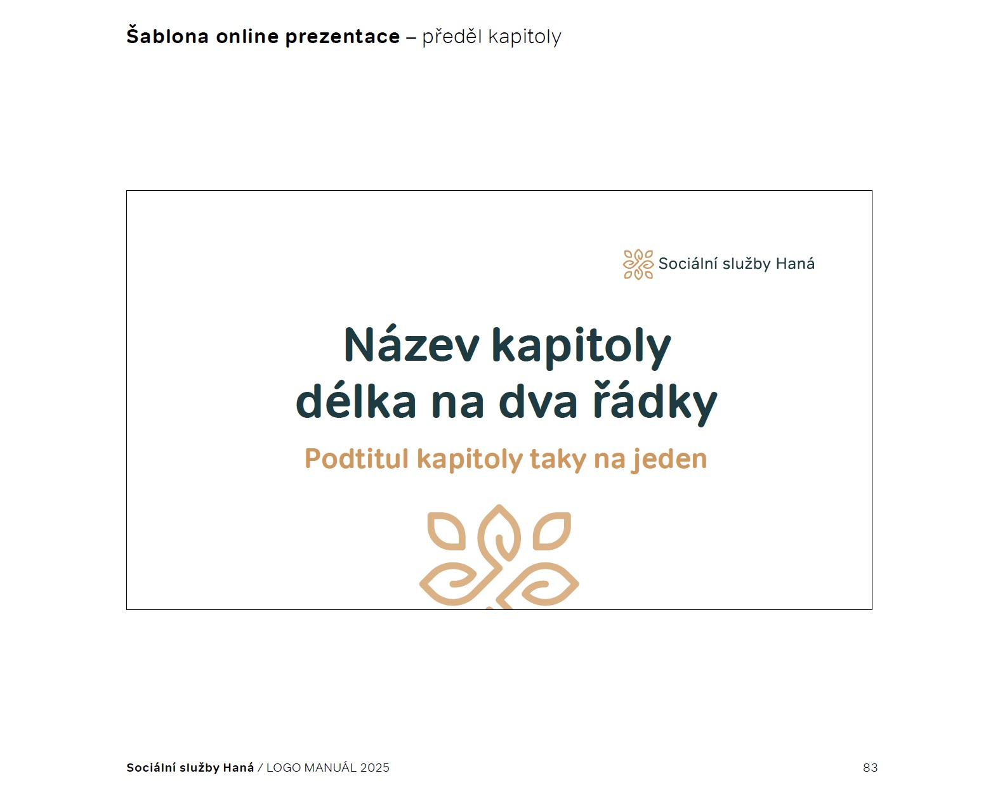 Šablona online prezentace – předěl kapitoly
Sociální služby Haná
Název kapitoly
délka na dva řádky
Podtitul kapitoly taky na jeden
Sociální služby Haná / LOGO MANUÁL 2025
83